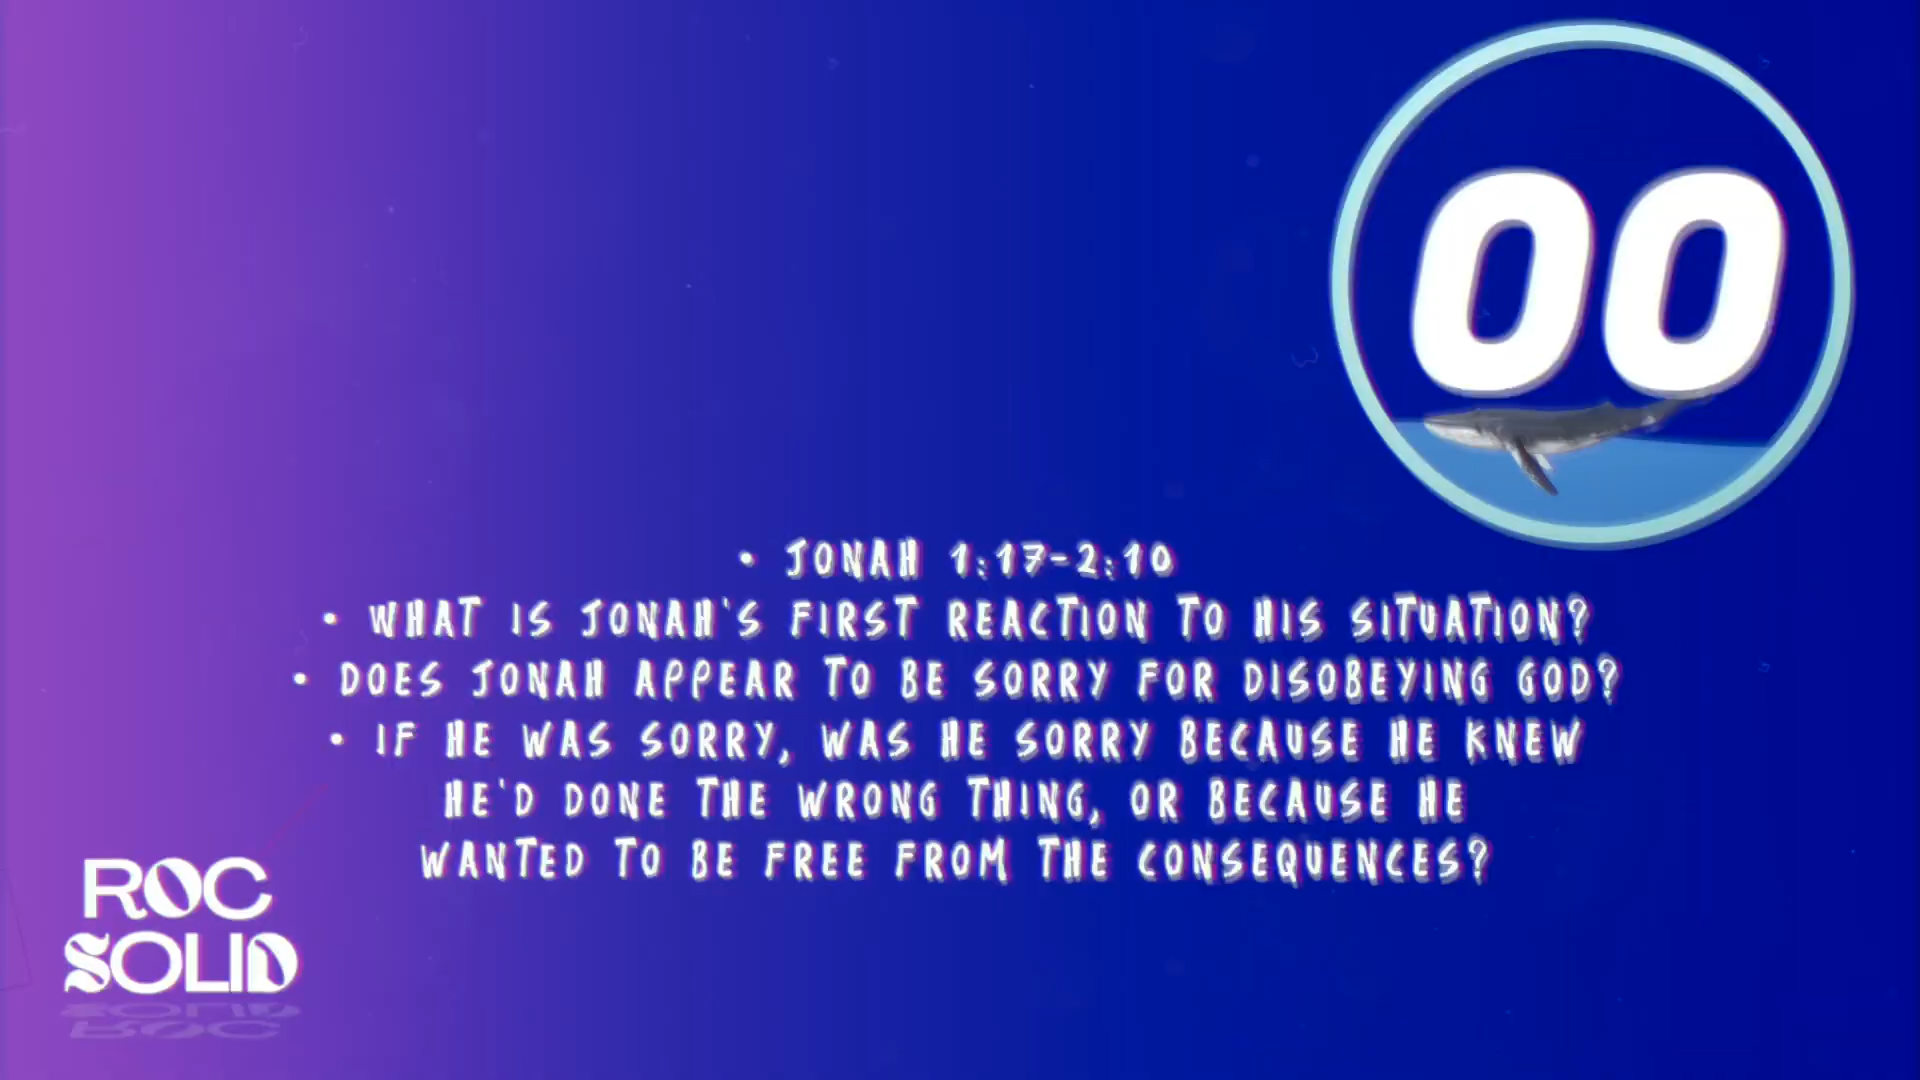 00
• JONAH 1:17-2:10
• WHAT IS JONAH'S FIRST REACTION TO HIS SITUATION?
• DOES JONAH APPEAR TO BE SORRY FOR DISOBEYING GOD?
• IF HE WAS SORRY, WAS HE SORRY BECAUSE HE KNEW
HE'D DONE THE WRONG THING, OR BECAUSE HE
WANTED TO BE FREE FROM THE CONSEQUENCES?
ROC
SOLID